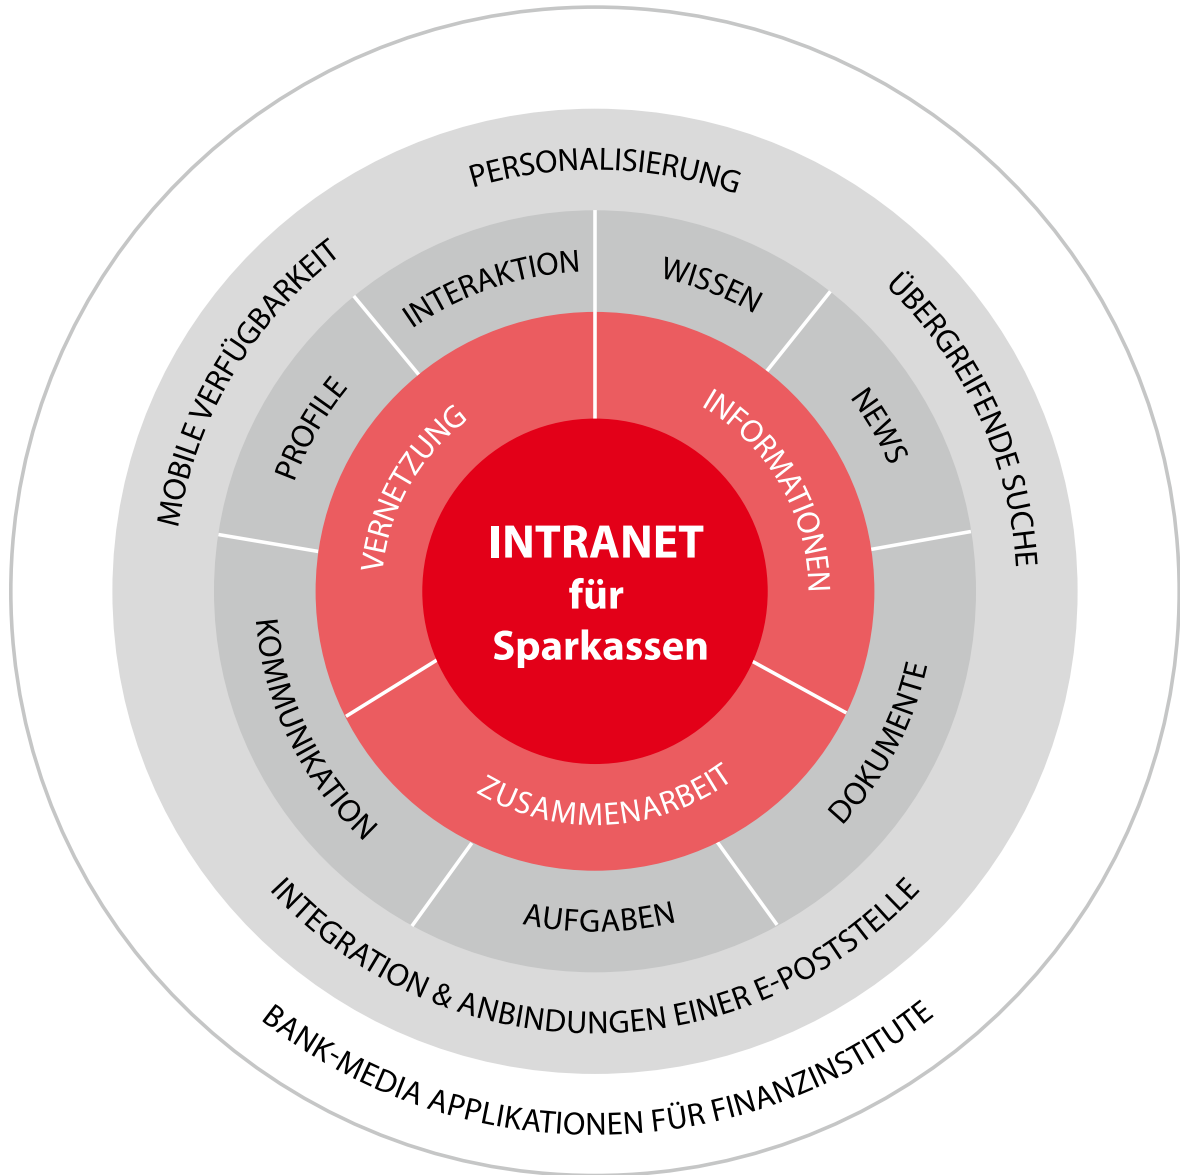 PERSONALISIERUNG
MOBILE VERFÜGBARKEIT
ÜBERGREIFENDE SUCHE
INTERAKTION
WISSEN
PROFILE
NEWS
VERNETZUNG
INFORMATIONEN
INTRANET
für
Sparkassen
KOMMUNIKATION
DOKUMENTE
ZUSAMMENARBEIT
AUFGABEN
INTEGRATION & ANBINDUNGEN EINER E-POSTSTELLE
BANK-MEDIA APPLIKATIONEN FÜR FINANZINSTITUTE